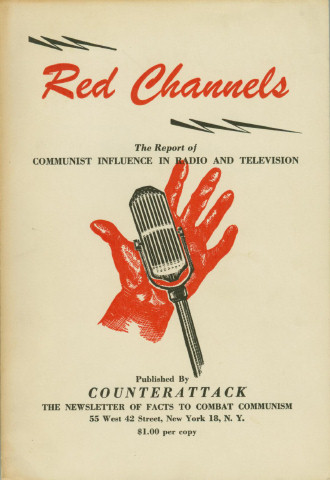 Red Channels
The Report of
COMMUNIST INFLUENCE IN RADIO AND TELEVISION
Published By
COUNTERATTACK
THE NEWSLETTER OF FACTS TO COMBAT COMMUNISM
55 West 42 Street, New York 18, N. Y.
$1.00 per copy